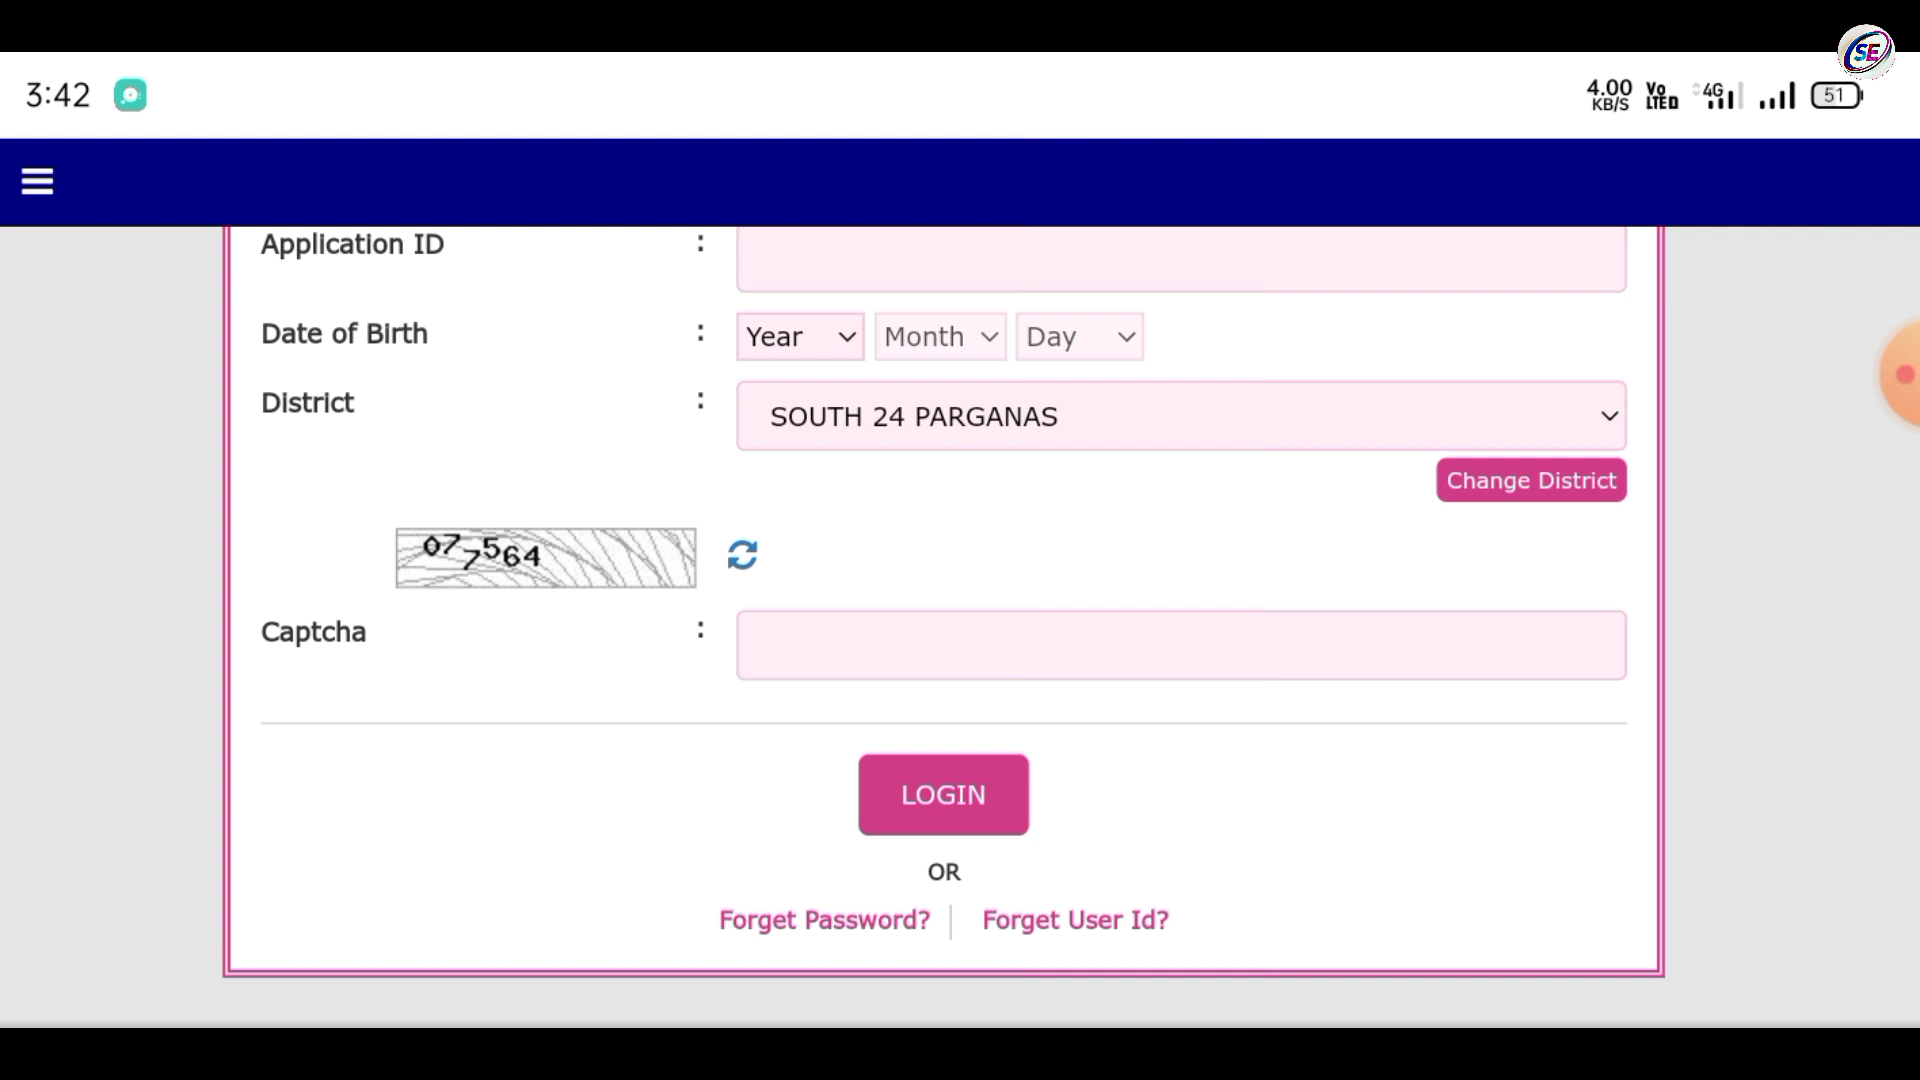 SE
3:42
4.00 KB/S Vo LTE 4G 51
Application ID :
Date of Birth : Year Month Day
District : SOUTH 24 PARGANAS
Change District
077564
Captcha :
LOGIN
OR
Forget Password? Forget User Id?